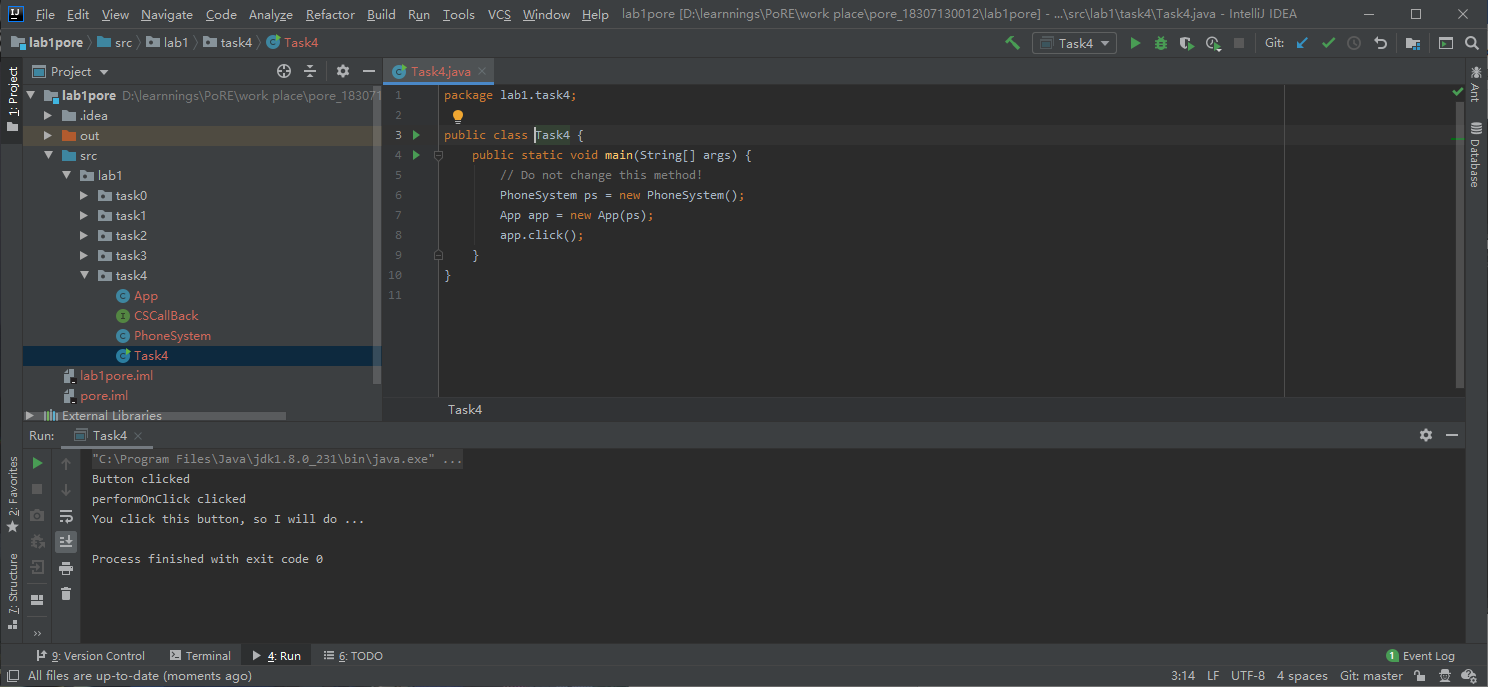 File Edit View Navigate Code Analyze Refactor Build Run Tools VCS Window Help lab1pore [D:\learnnings\PoRE\work place\pore_18307130012\lab1pore] - ...\src\lab1\task4\Task4.java - IntelliJ IDEA
lab1pore src lab1 task4 Task4 Task4 Git:
1: Project
Project
Task4.java
lab1pore D:\learnnings\PoRE\work place\pore_18307
.idea
out
src
lab1
task0
task1
task2
task3
task4
App
CSCallBack
PhoneSystem
Task4
lab1pore.iml
pore.iml
External Libraries
1 package lab1.task4;
2
3 public class Task4 {
4 public static void main(String[] args) {
5 // Do not change this method!
6 PhoneSystem ps = new PhoneSystem();
7 App app = new App(ps);
8 app.click();
9 }
10 }
11
Task4
Ant
Database
Run: Task4
2: Favorites
7: Structure
"C:\Program Files\Java\jdk1.8.0_231\bin\java.exe" ...
Button clicked
performOnClick clicked
You click this button, so I will do ...
Process finished with exit code 0
9: Version Control Terminal 4: Run 6: TODO 1 Event Log
All files are up-to-date (moments ago) 3:14 LF UTF-8 4 spaces Git: master